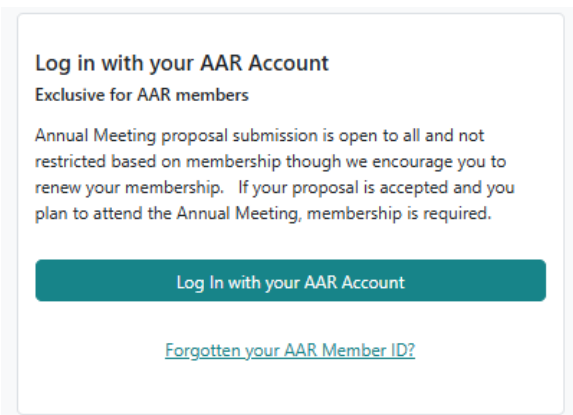 Log in with your AAR Account
Exclusive for AAR members
Annual Meeting proposal submission is open to all and not
restricted based on membership though we encourage you to
renew your membership.   If your proposal is accepted and you
plan to attend the Annual Meeting, membership is required.
Log In with your AAR Account
Forgotten your AAR Member ID?